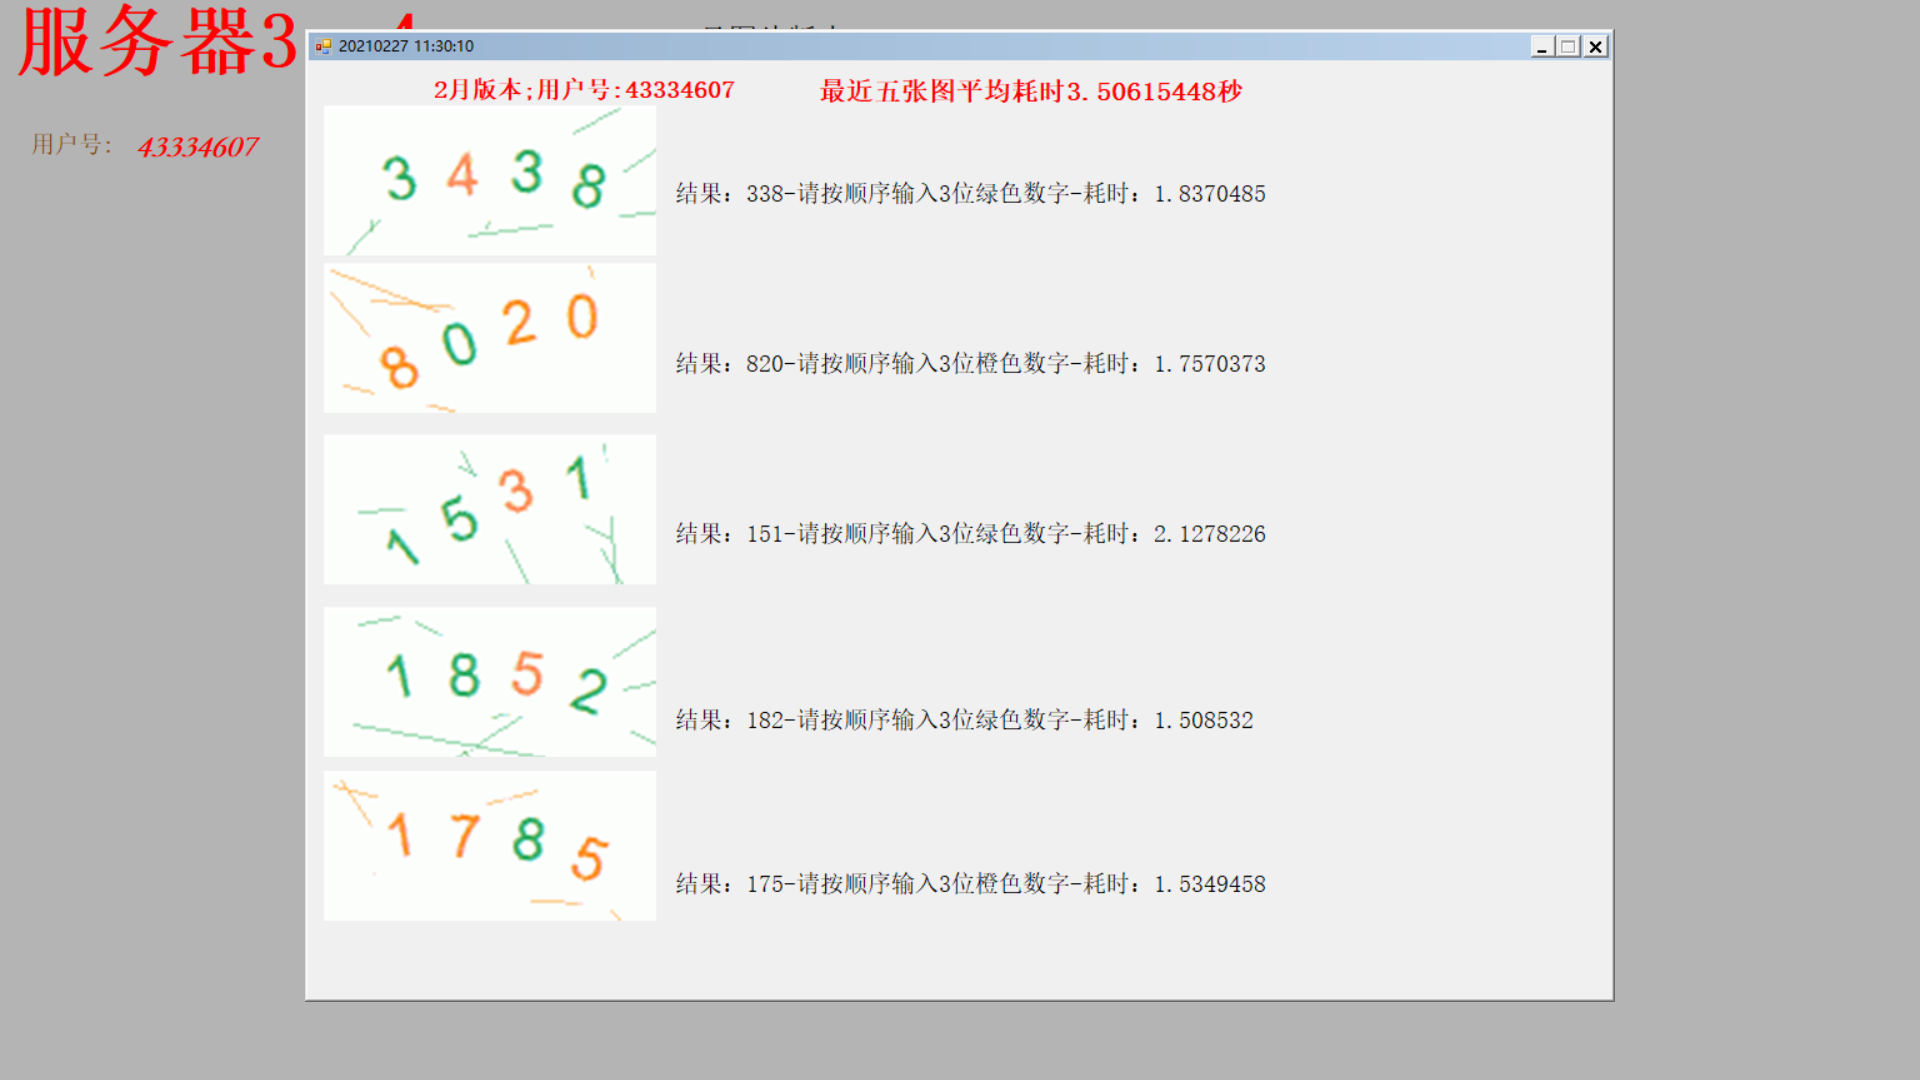 服务器3
4
用户号: 43334607
20210227 11:30:10
2月版本;用户号:43334607
最近五张图平均耗时3.50615448秒
3 4 3 8
结果: 338-请按顺序输入3位绿色数字-耗时: 1.8370485
8 0 2 0
结果: 820-请按顺序输入3位橙色数字-耗时: 1.7570373
1 5 3 1
结果: 151-请按顺序输入3位绿色数字-耗时: 2.1278226
1 8 5 2
结果: 182-请按顺序输入3位绿色数字-耗时: 1.508532
1 7 8 5
结果: 175-请按顺序输入3位橙色数字-耗时: 1.5349458